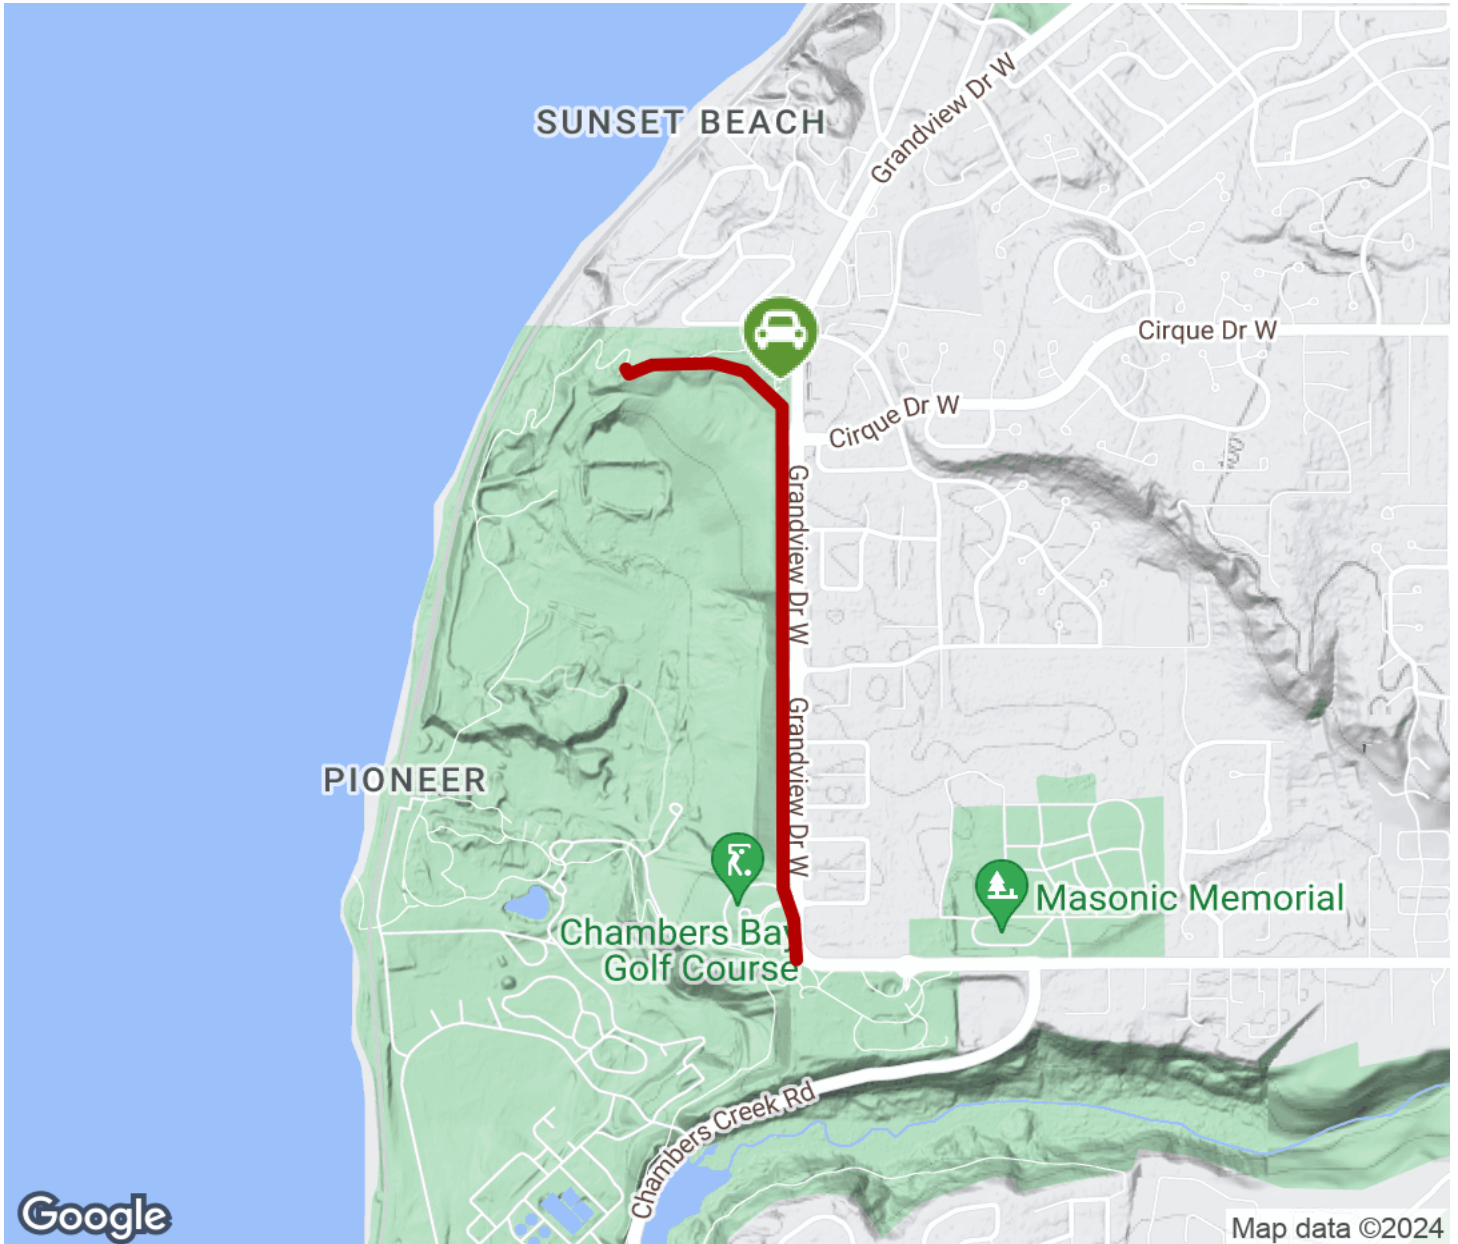 SUNSET BEACH
Grandview Dr W
Cirque Dr W
Cirque Dr W
Grandview Dr W
Grandview Dr W
PIONEER
Masonic Memorial
Chambers Bay
Golf Course
Chambers Creek Rd
Google
Map data ©2024